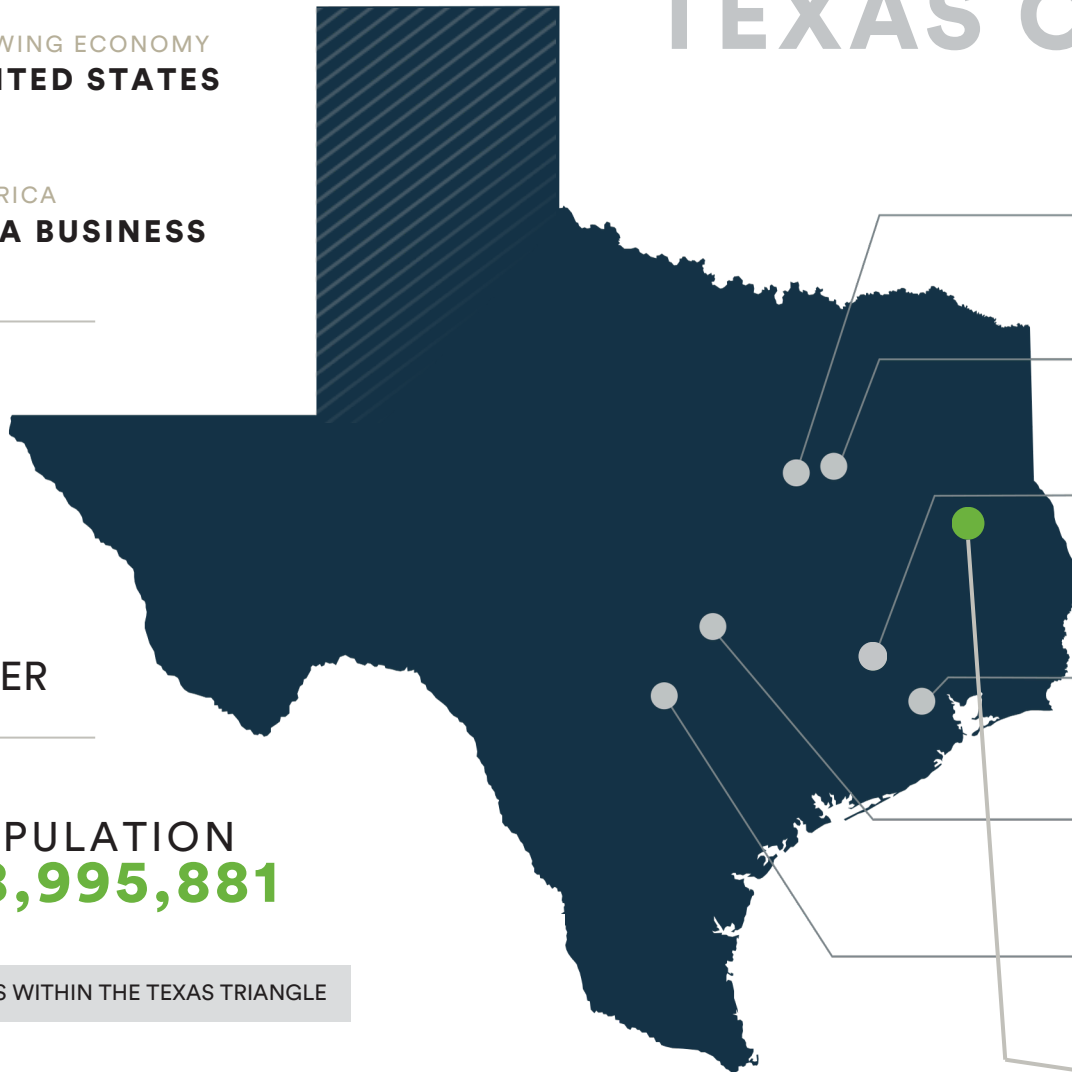 TEXAS
WING ECONOMY
ITED STATES
RICA
A BUSINESS
ER
PULATION
,995,881
S WITHIN THE TEXAS TRIANGLE